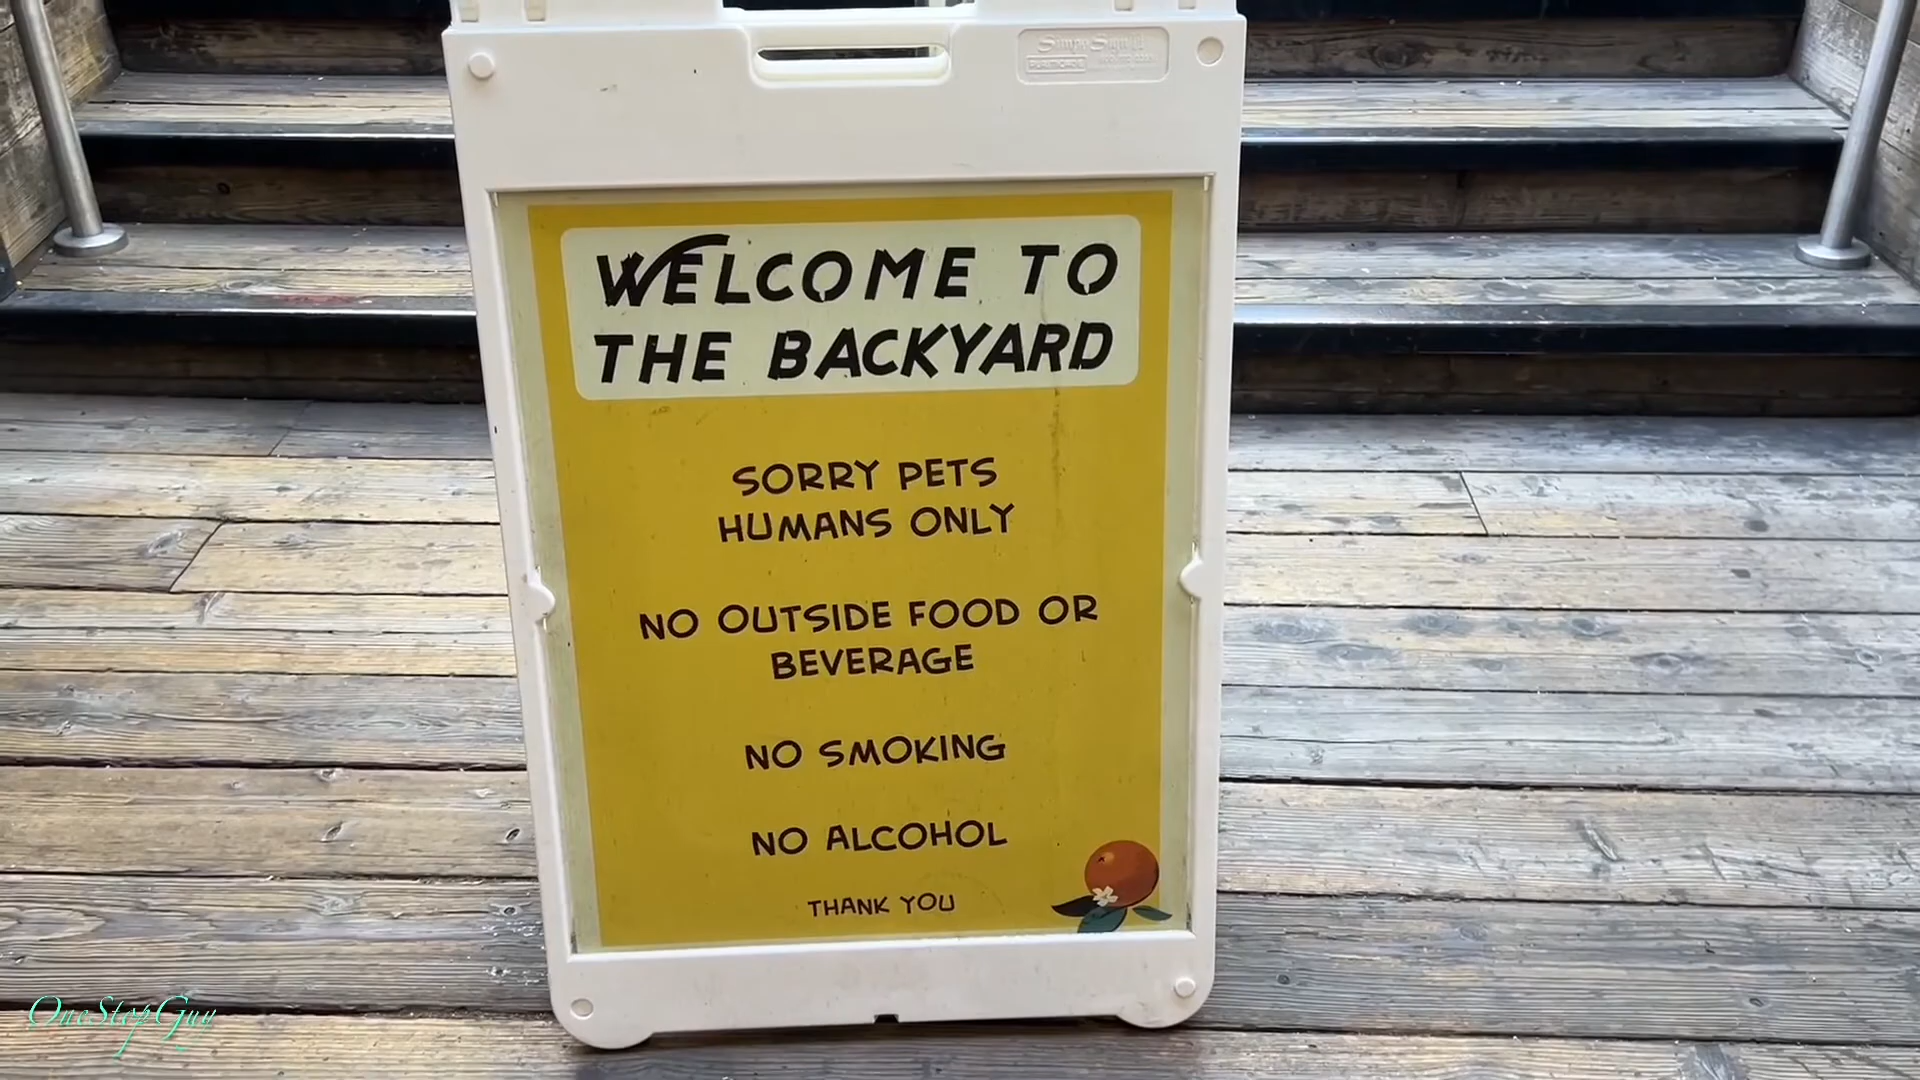 WELCOME TO
THE BACKYARD
SORRY PETS
HUMANS ONLY
NO OUTSIDE FOOD OR
BEVERAGE
NO SMOKING
NO ALCOHOL
THANK YOU
OneStopGuy